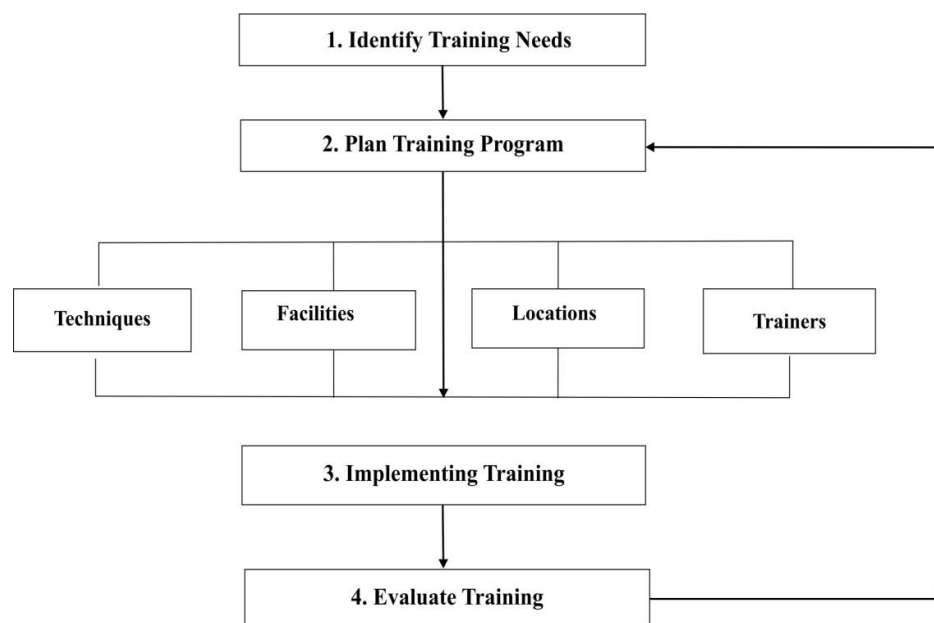 1. Identify Training Needs
2. Plan Training Program
Techniques
Facilities
Locations
Trainers
3. Implementing Training
4. Evaluate Training